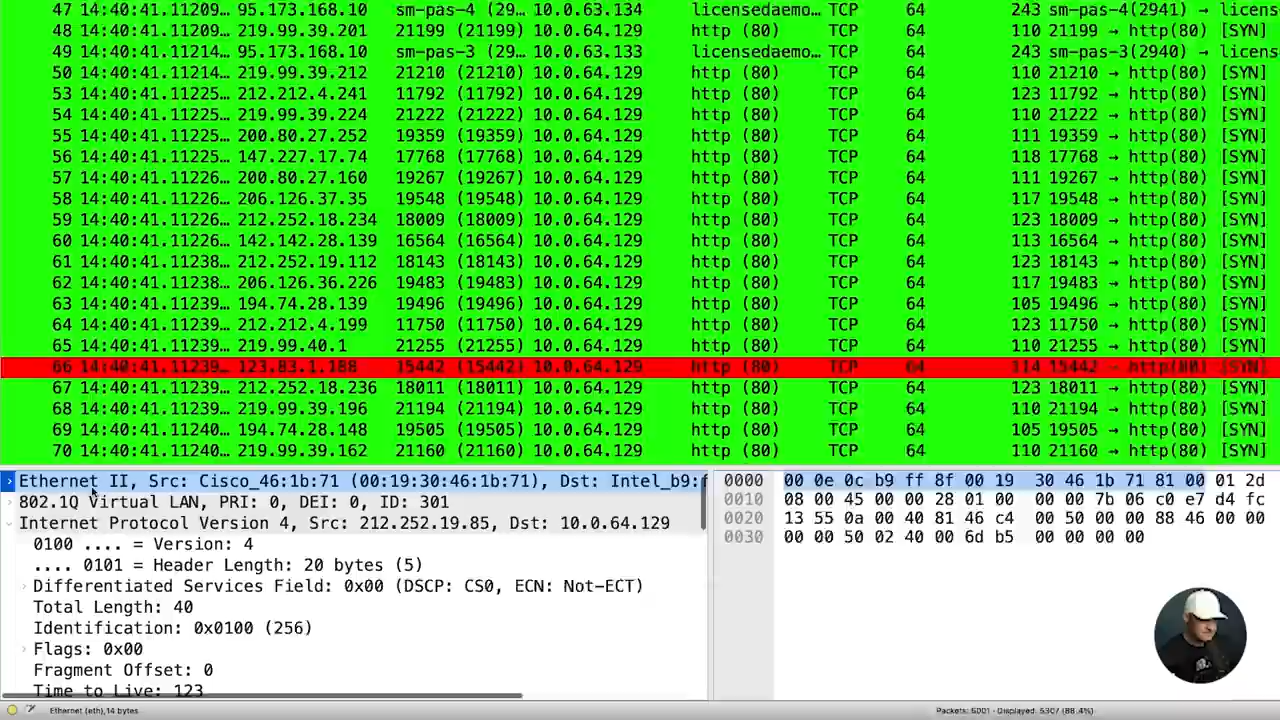 47 14:40:41.11209… 95.173.168.10 sm-pas-4 (29… 10.0.63.134 licensedaemo… TCP 64 243 sm-pas-4(2941) → licens
48 14:40:41.11209… 219.99.39.201 21199 (21199) 10.0.64.129 http (80) TCP 64 110 21199 → http(80) [SYN]
49 14:40:41.11214… 95.173.168.10 sm-pas-3 (29… 10.0.63.133 licensedaemo… TCP 64 243 sm-pas-3(2940) → licens
50 14:40:41.11214… 219.99.39.212 21210 (21210) 10.0.64.129 http (80) TCP 64 110 21210 → http(80) [SYN]
53 14:40:41.11225… 212.212.4.241 11792 (11792) 10.0.64.129 http (80) TCP 64 123 11792 → http(80) [SYN]
54 14:40:41.11225… 219.99.39.224 21222 (21222) 10.0.64.129 http (80) TCP 64 110 21222 → http(80) [SYN]
55 14:40:41.11225… 200.80.27.252 19359 (19359) 10.0.64.129 http (80) TCP 64 111 19359 → http(80) [SYN]
56 14:40:41.11225… 147.227.17.74 17768 (17768) 10.0.64.129 http (80) TCP 64 118 17768 → http(80) [SYN]
57 14:40:41.11226… 200.80.27.160 19267 (19267) 10.0.64.129 http (80) TCP 64 111 19267 → http(80) [SYN]
58 14:40:41.11226… 206.126.37.35 19548 (19548) 10.0.64.129 http (80) TCP 64 117 19548 → http(80) [SYN]
59 14:40:41.11226… 212.252.18.234 18009 (18009) 10.0.64.129 http (80) TCP 64 123 18009 → http(80) [SYN]
60 14:40:41.11226… 142.142.28.139 16564 (16564) 10.0.64.129 http (80) TCP 64 113 16564 → http(80) [SYN]
61 14:40:41.11238… 212.252.19.112 18143 (18143) 10.0.64.129 http (80) TCP 64 123 18143 → http(80) [SYN]
62 14:40:41.11238… 206.126.36.226 19483 (19483) 10.0.64.129 http (80) TCP 64 117 19483 → http(80) [SYN]
63 14:40:41.11239… 194.74.28.139 19496 (19496) 10.0.64.129 http (80) TCP 64 105 19496 → http(80) [SYN]
64 14:40:41.11239… 212.212.4.199 11750 (11750) 10.0.64.129 http (80) TCP 64 123 11750 → http(80) [SYN]
65 14:40:41.11239… 219.99.40.1 21255 (21255) 10.0.64.129 http (80) TCP 64 110 21255 → http(80) [SYN]
66 14:40:41.11239… 123.83.1.188 15442 (15442) 10.0.64.129 http (80) TCP 64 114 15442 → http(80) [SYN]
67 14:40:41.11239… 212.252.18.236 18011 (18011) 10.0.64.129 http (80) TCP 64 123 18011 → http(80) [SYN]
68 14:40:41.11239… 219.99.39.196 21194 (21194) 10.0.64.129 http (80) TCP 64 110 21194 → http(80) [SYN]
69 14:40:41.11240… 194.74.28.148 19505 (19505) 10.0.64.129 http (80) TCP 64 105 19505 → http(80) [SYN]
70 14:40:41.11240… 219.99.39.162 21160 (21160) 10.0.64.129 http (80) TCP 64 110 21160 → http(80) [SYN]
Ethernet II, Src: Cisco_46:1b:71 (00:19:30:46:1b:71), Dst: Intel_b9:f
802.1Q Virtual LAN, PRI: 0, DEI: 0, ID: 301
Internet Protocol Version 4, Src: 212.252.19.85, Dst: 10.0.64.129
0100 .... = Version: 4
.... 0101 = Header Length: 20 bytes (5)
Differentiated Services Field: 0x00 (DSCP: CS0, ECN: Not-ECT)
Total Length: 40
Identification: 0x0100 (256)
Flags: 0x00
Fragment Offset: 0
Time to Live: 123
0000 00 0e 0c b9 ff 8f 00 19 30 46 1b 71 81 00 01 2d
0010 08 00 45 00 00 28 01 00 00 00 7b 06 c0 e7 d4 fc
0020 13 55 0a 00 40 81 46 c4 00 50 00 00 88 46 00 00
0030 00 00 50 02 40 00 6d b5 00 00 00 00
Ethernet (eth),14 bytes
Packets: 6001 · Displayed: 5307 (88.4%)